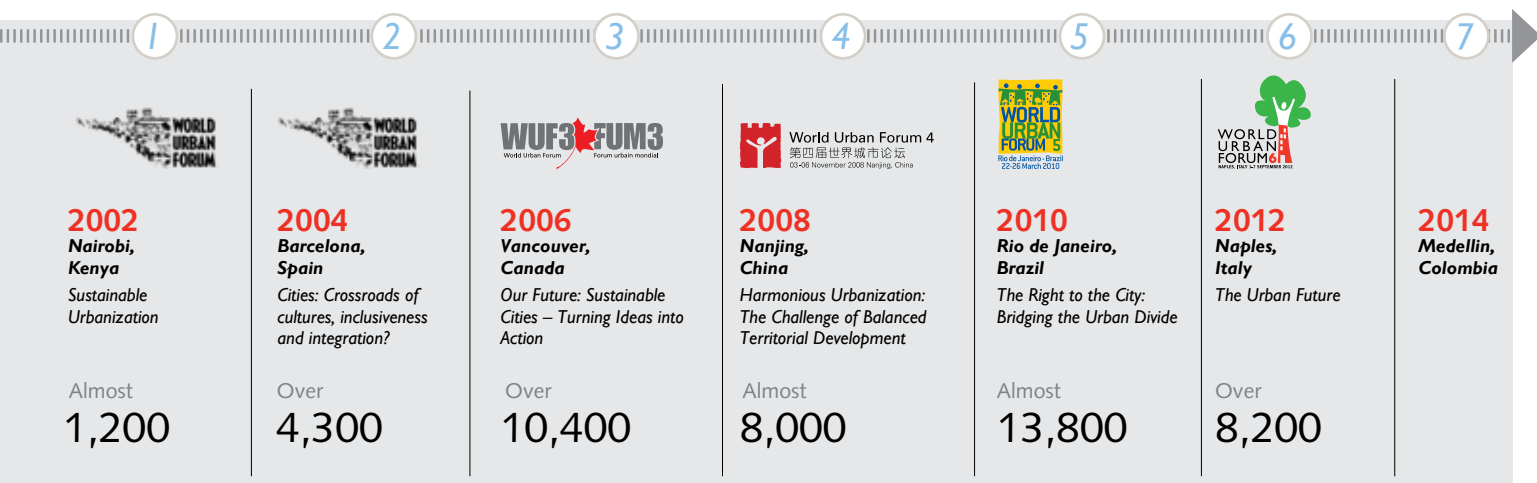 1
2
3
4
5
6
7
WORLD
URBAN
FORUM
2002
Nairobi,
Kenya
Sustainable
Urbanization
Almost
1,200
WORLD
URBAN
FORUM
2004
Barcelona,
Spain
Cities: Crossroads of
cultures, inclusiveness
and integration?
Over
4,300
WUF3 FUM3
World Urban Forum Forum urbain mondial
2006
Vancouver,
Canada
Our Future: Sustainable
Cities – Turning Ideas into
Action
Over
10,400
World Urban Forum 4
第四届世界城市论坛
03-06 November 2008 Nanjing, China
2008
Nanjing,
China
Harmonious Urbanization:
The Challenge of Balanced
Territorial Development
Almost
8,000
WORLD
URBAN
FORUM 5
Rio de Janeiro - Brazil
22-26 March 2010
2010
Rio de Janeiro,
Brazil
The Right to the City:
Bridging the Urban Divide
Almost
13,800
WORLD
URBAN
FORUM6
NAPLES, ITALY 1-7 SEPTEMBER 2012
2012
Naples,
Italy
The Urban Future
Over
8,200
2014
Medellin,
Colombia